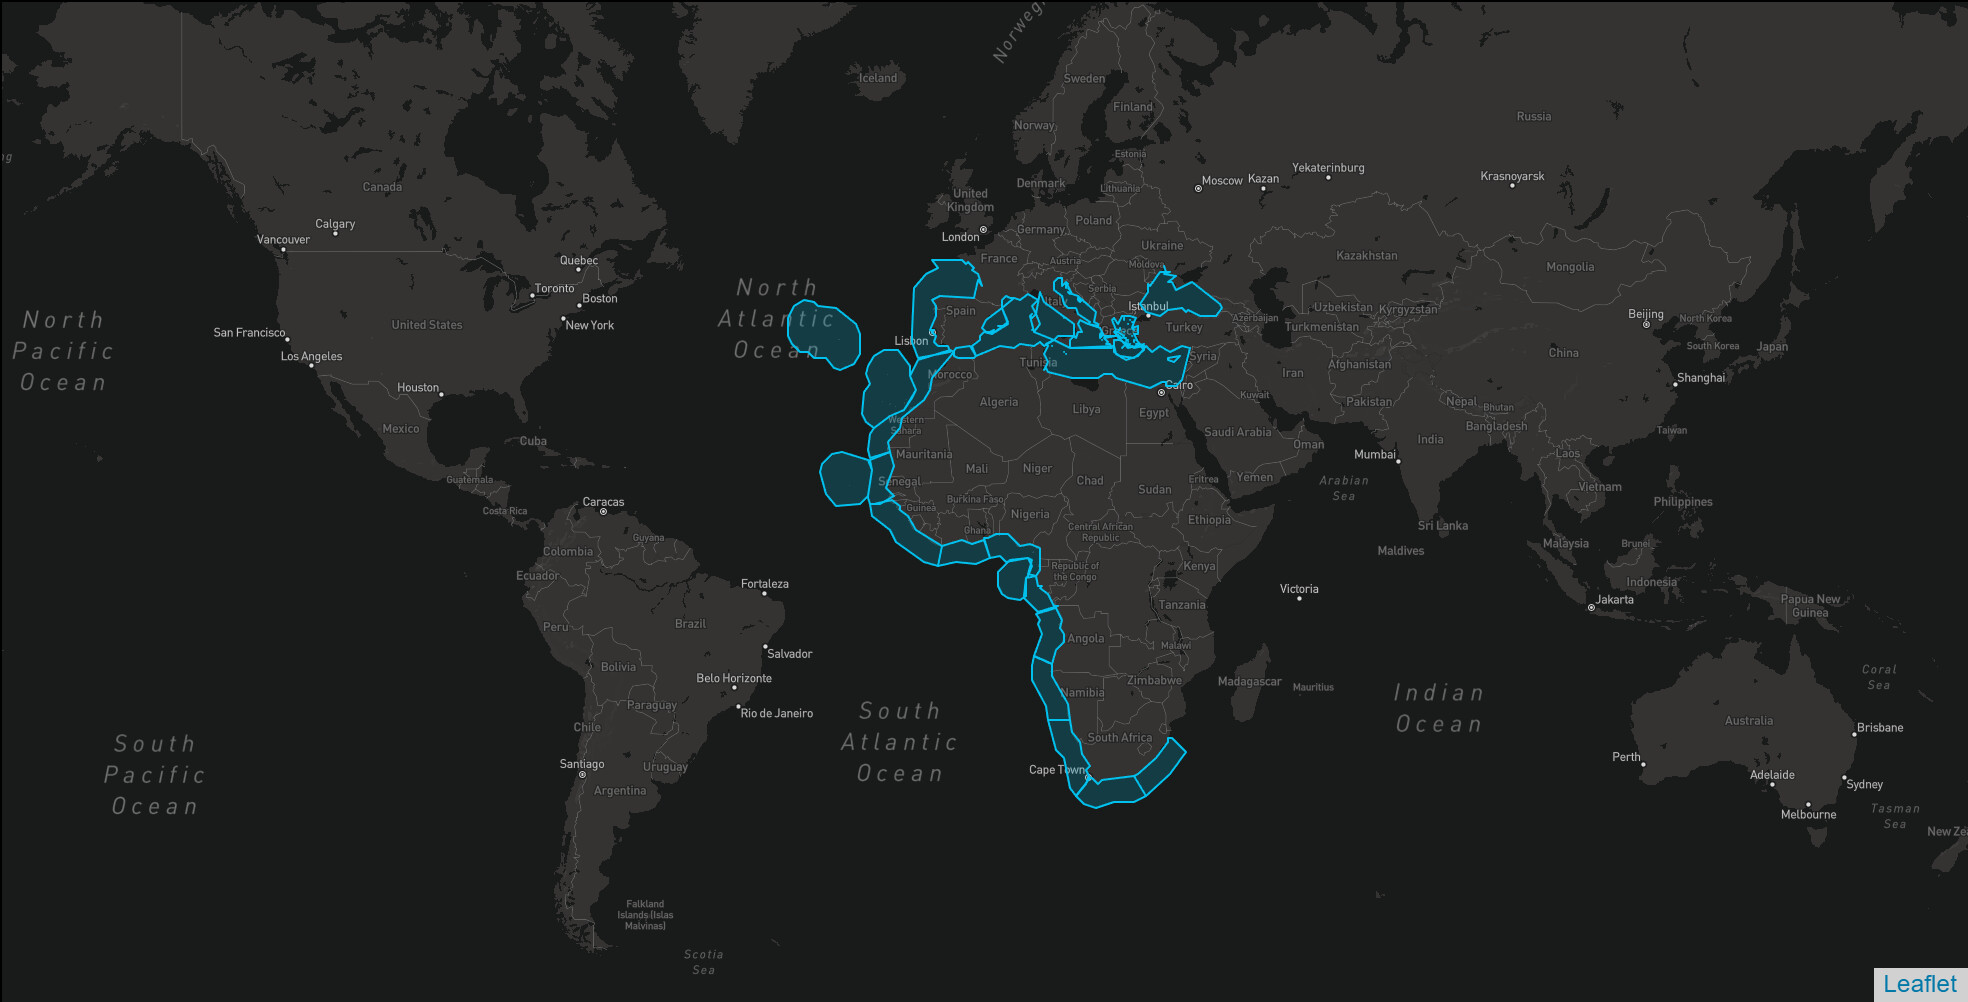 Norweg
Iceland
Sweden
Finland
Norway
Russia
Estonia
ng
Yekaterinburg
Moscow
Kazan
Krasnoyarsk
Canada
Denmark
Lithuania
United
Kingdom
Poland
Calgary
Vancouver
London
Germany
Ukraine
Quebec
France
Austria
Moldova
Kazakhstan
Mongolia
Toronto
Boston
North
Atlantic
Ocean
Serbia
Italy
Istanbul
Spain
Uzbekistan
Kyrgyzstan
Beijing
North Korea
North
Pacific
Ocean
San Francisco
United States
New York
Lisbon
Greece
Turkey
Azerbaijan
Turkmenistan
South Korea
Japan
Los Angeles
Tunisia
Syria
Iran
Afghanistan
China
Shanghai
Houston
Morocco
Cairo
Algeria
Libya
Egypt
Kuwait
Pakistan
Nepal
Bhutan
Mexico
Western
Sahara
Saudi Arabia
Oman
India
Bangladesh
Taiwan
Cuba
Mauritania
Mali
Niger
Chad
Sudan
Eritrea
Yemen
Mumbai
Arabian
Sea
Laos
Vietnam
Guatemala
Senegal
Burkina Faso
Philippines
Costa Rica
Caracas
Guinea
Ghana
Nigeria
Central African
Republic
Ethiopia
Sri Lanka
Guyana
Colombia
Maldives
Malaysia
Brunei
Ecuador
Fortaleza
Republic of
the Congo
Kenya
Victoria
Indonesia
Jakarta
Papua New
Guinea
Peru
Brazil
Tanzania
Salvador
Angola
Malawi
Bolivia
Belo Horizonte
Zimbabwe
Madagascar
Mauritius
Namibia
Coral
Sea
Paraguay
Rio de Janeiro
South
Atlantic
Ocean
Indian
Ocean
Australia
Brisbane
Chile
South Africa
South
Pacific
Ocean
Santiago
Uruguay
Cape Town
Perth
Adelaide
Sydney
Argentina
Melbourne
Tasman
Sea
New Zea
Falkland
Islands (Islas
Malvinas)
Scotia
Sea
Leaflet